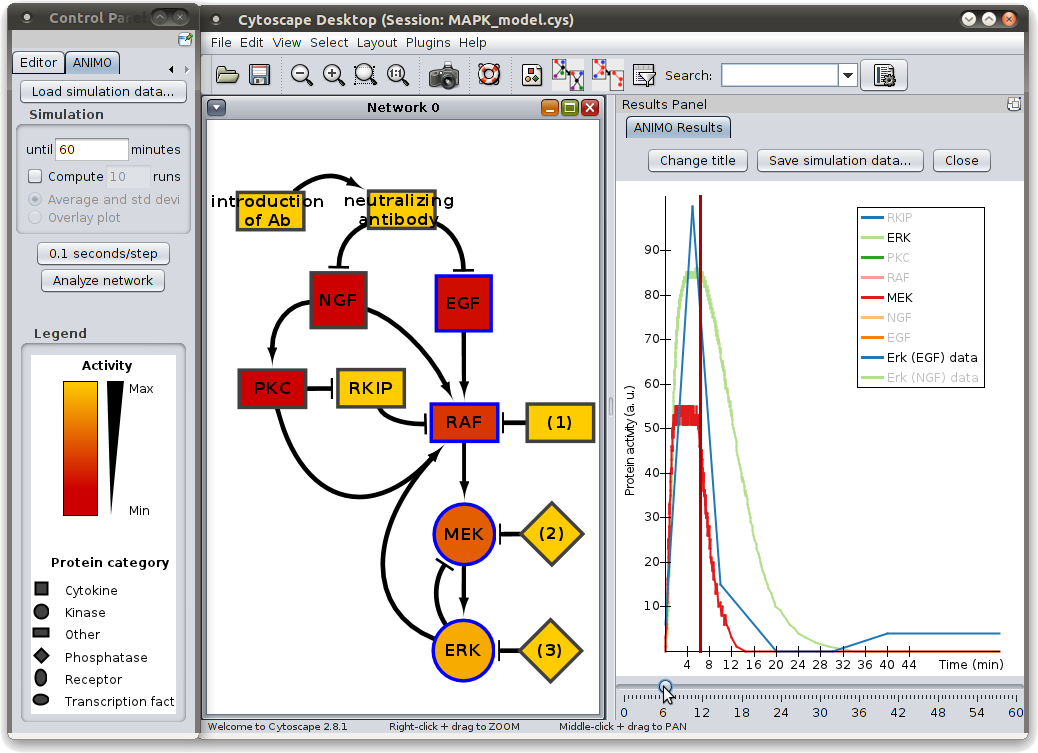 Control Pan
Cytoscape Desktop (Session: MAPK_model.cys)
File Edit View Select Layout Plugins Help
Editor ANIMO
Load simulation data...
Simulation
until 60 minutes
Compute 10 runs
Average and std devi
Overlay plot
0.1 seconds/step
Analyze network
Legend
Activity
Max
Min
Protein category
Cytokine
Kinase
Other
Phosphatase
Receptor
Transcription fact
Search:
Network 0
introduction
of Ab
neutralizing
antibody
NGF
EGF
PKC
RKIP
RAF
(1)
MEK
(2)
ERK
(3)
Results Panel
ANIMO Results
Change title Save simulation data... Close
RKIP
ERK
PKC
RAF
MEK
NGF
EGF
Erk (EGF) data
Erk (NGF) data
Protein activity (a. u.)
90
80
70
60
50
40
30
20
10
4 8 12 16 20 24 28 32 36 40 44 Time (min)
0 6 12 18 24 30 36 42 48 54 60
Welcome to Cytoscape 2.8.1 Right-click + drag to ZOOM Middle-click + drag to PAN